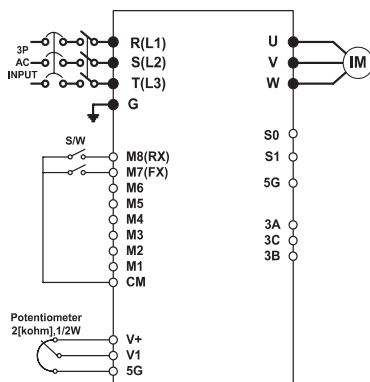 3P
AC
INPUT
R(L1)
S(L2)
T(L3)
G
U
V
W
IM
S0
S1
5G
3A
3C
3B
S/W
M8(RX)
M7(FX)
M6
M5
M4
M3
M2
M1
CM
Potentiometer
2[kohm],1/2W
V+
V1
5G